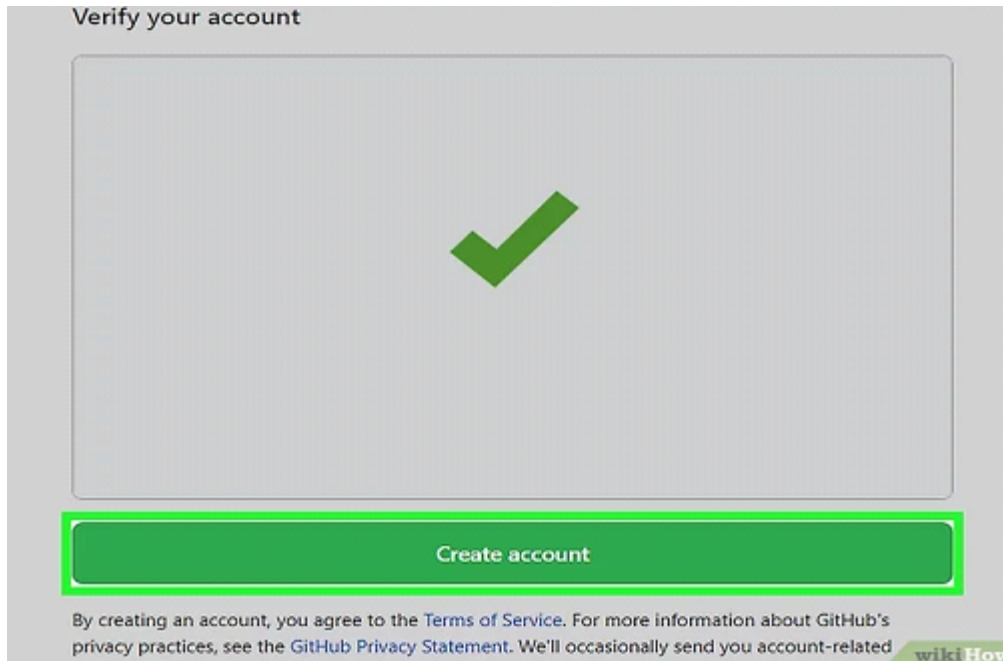 Verify your account
Create account
By creating an account, you agree to the Terms of Service. For more information about GitHub's
privacy practices, see the GitHub Privacy Statement. We'll occasionally send you account-related